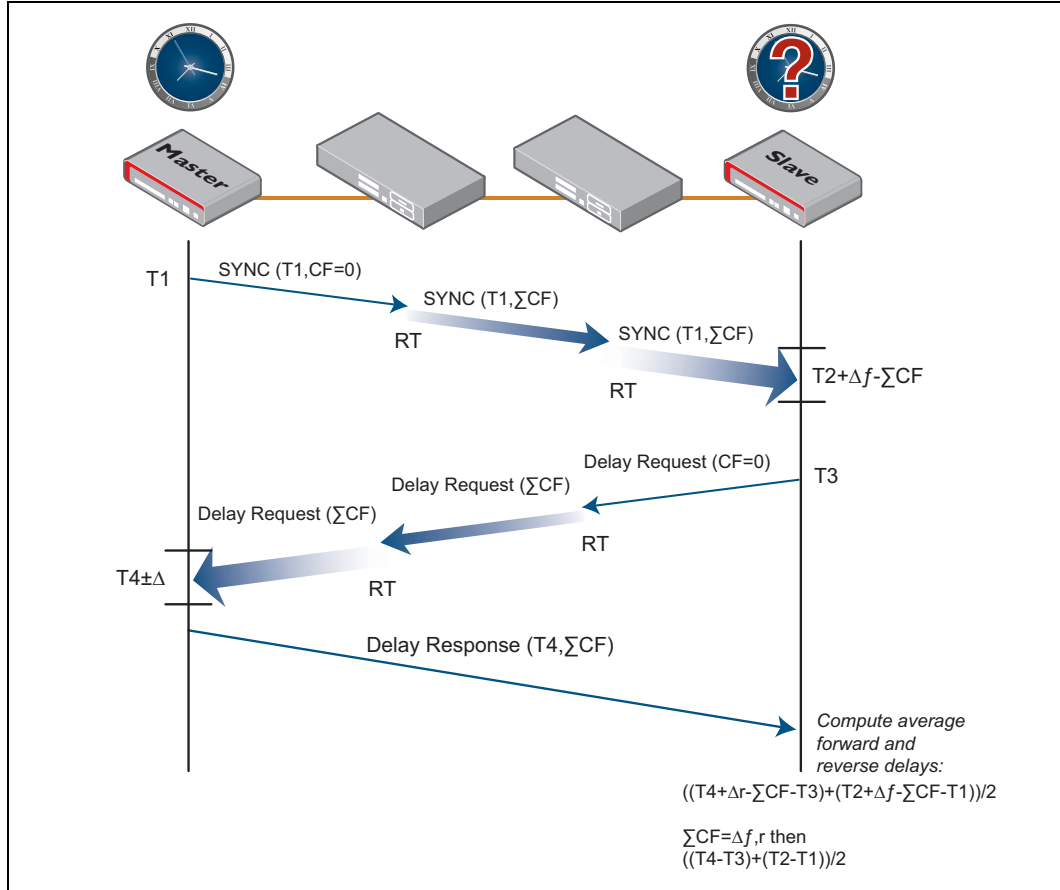 Master
Slave
T1
SYNC (T1,CF=0)
SYNC (T1,∑CF)
SYNC (T1,∑CF)
RT
RT
T2+∆ƒ-∑CF
Delay Request (CF=0)
T3
Delay Request (∑CF)
Delay Request (∑CF)
RT
RT
T4±∆
Delay Response (T4,∑CF)
Compute average
forward and
reverse delays:
((T4+∆r-∑CF-T3)+(T2+∆ƒ-∑CF-T1))/2
∑CF=∆ƒ,r then
((T4-T3)+(T2-T1))/2